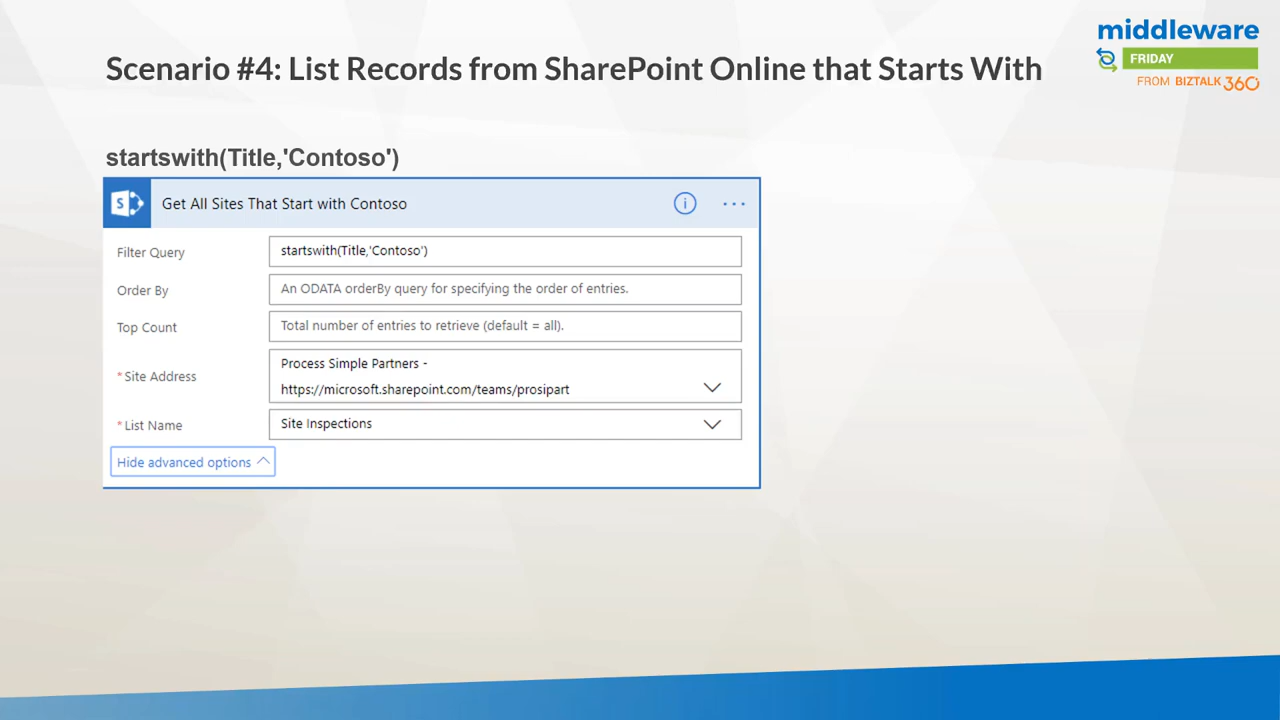 Scenario #4: List Records from SharePoint Online that Starts With
middleware
FRIDAY
FROM BIZTALK 360
startswith(Title,'Contoso')
S
Get All Sites That Start with Contoso
i
...
Filter Query
startswith(Title,'Contoso')
Order By
An ODATA orderBy query for specifying the order of entries.
Top Count
Total number of entries to retrieve (default = all).
* Site Address
Process Simple Partners -
https://microsoft.sharepoint.com/teams/prosipart
* List Name
Site Inspections
Hide advanced options